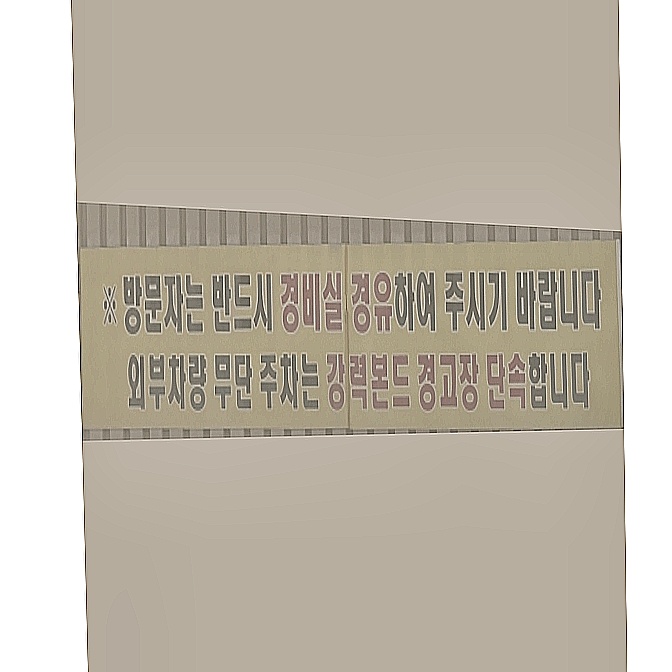 ※ 방문자는 반드시 경비실 경유하여 주시기 바랍니다
외부차량 무단 주차는 강력본드 경고장 단속합니다